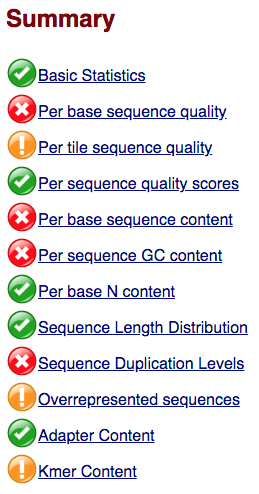 Summary
Basic Statistics
Per base sequence quality
Per tile sequence quality
Per sequence quality scores
Per base sequence content
Per sequence GC content
Per base N content
Sequence Length Distribution
Sequence Duplication Levels
Overrepresented sequences
Adapter Content
Kmer Content